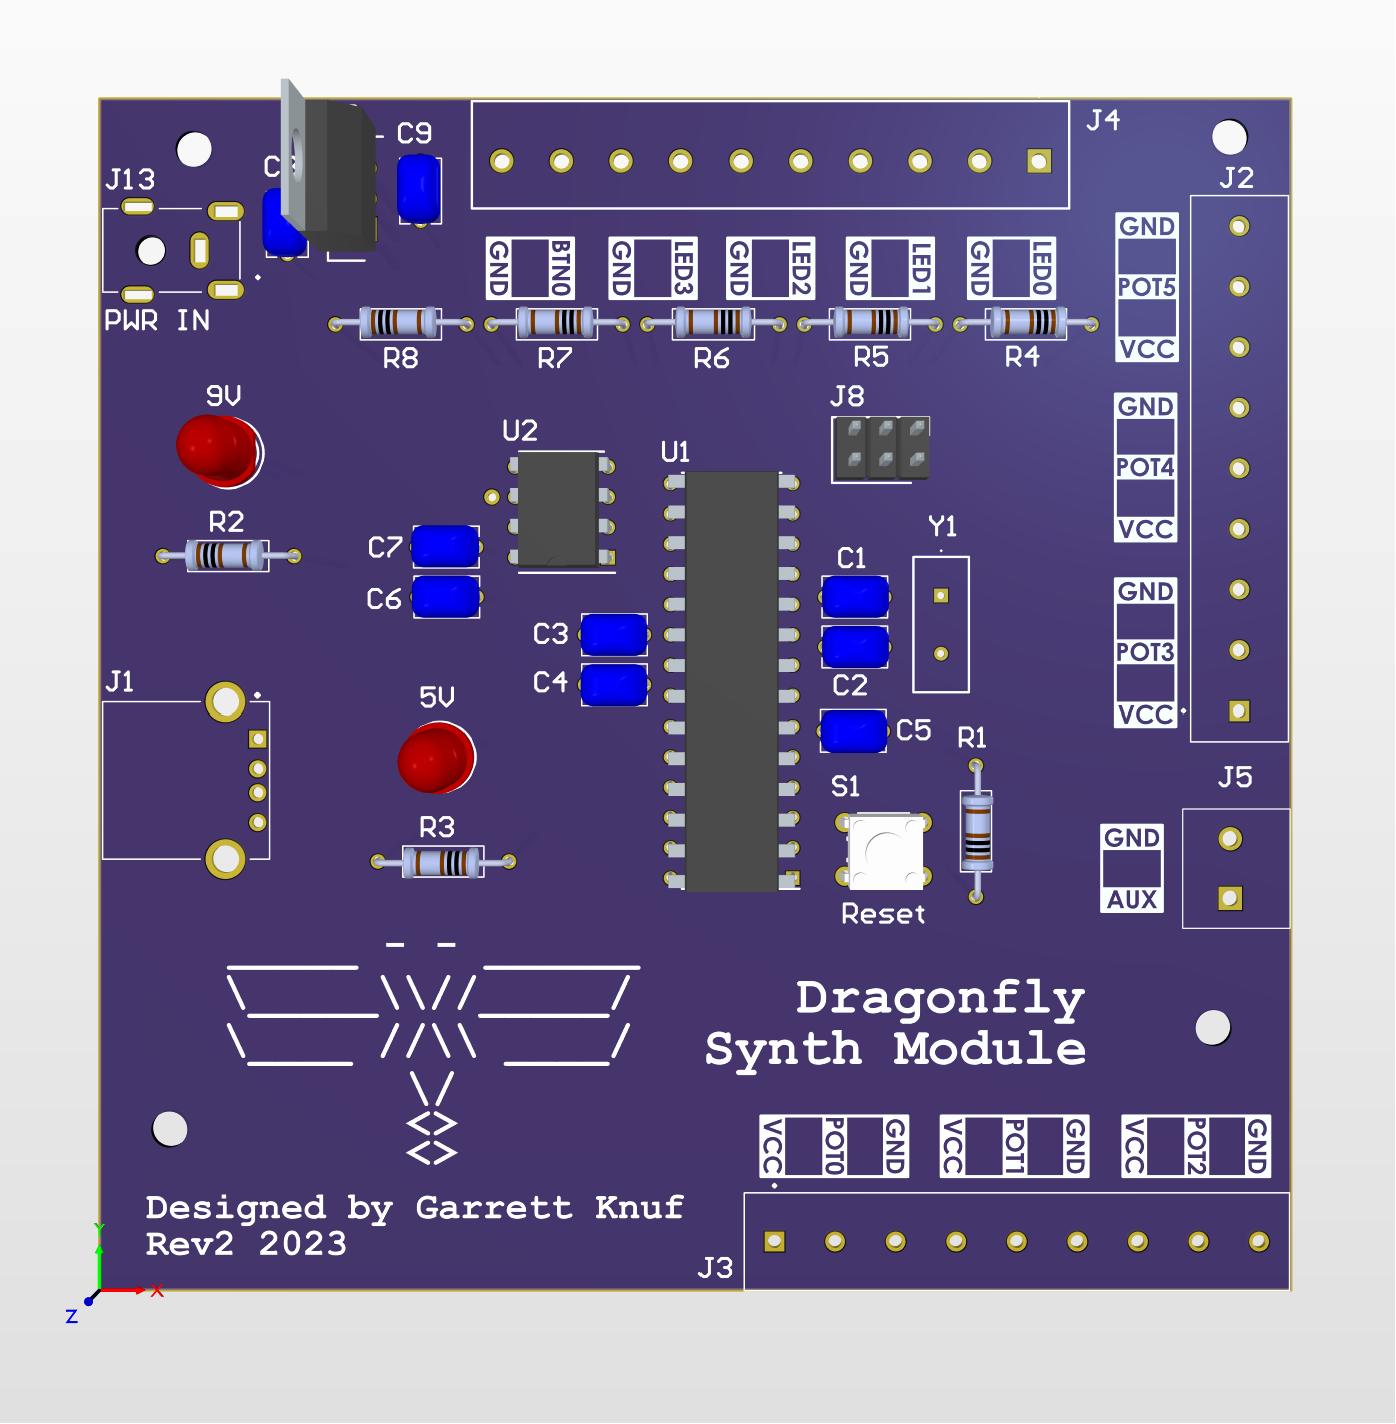 C9
J4
J13
J2
GND
BTN0
GND
LED3
GND
LED2
GND
LED1
GND
LED0
GND
POT5
VCC
PWR IN
R8
R7
R6
R5
R4
9V
J8
GND
POT4
VCC
U2
U1
R2
Y1
C7
C1
C6
GND
POT3
VCC
C3
C4
C2
J1
5V
C5
R1
S1
J5
R3
GND
AUX
Reset
Dragonfly
Synth Module
VCC
POT0
GND
VCC
POT1
GND
VCC
POT2
GND
Designed by Garrett Knuf
Rev2 2023
J3
Y
X
Z